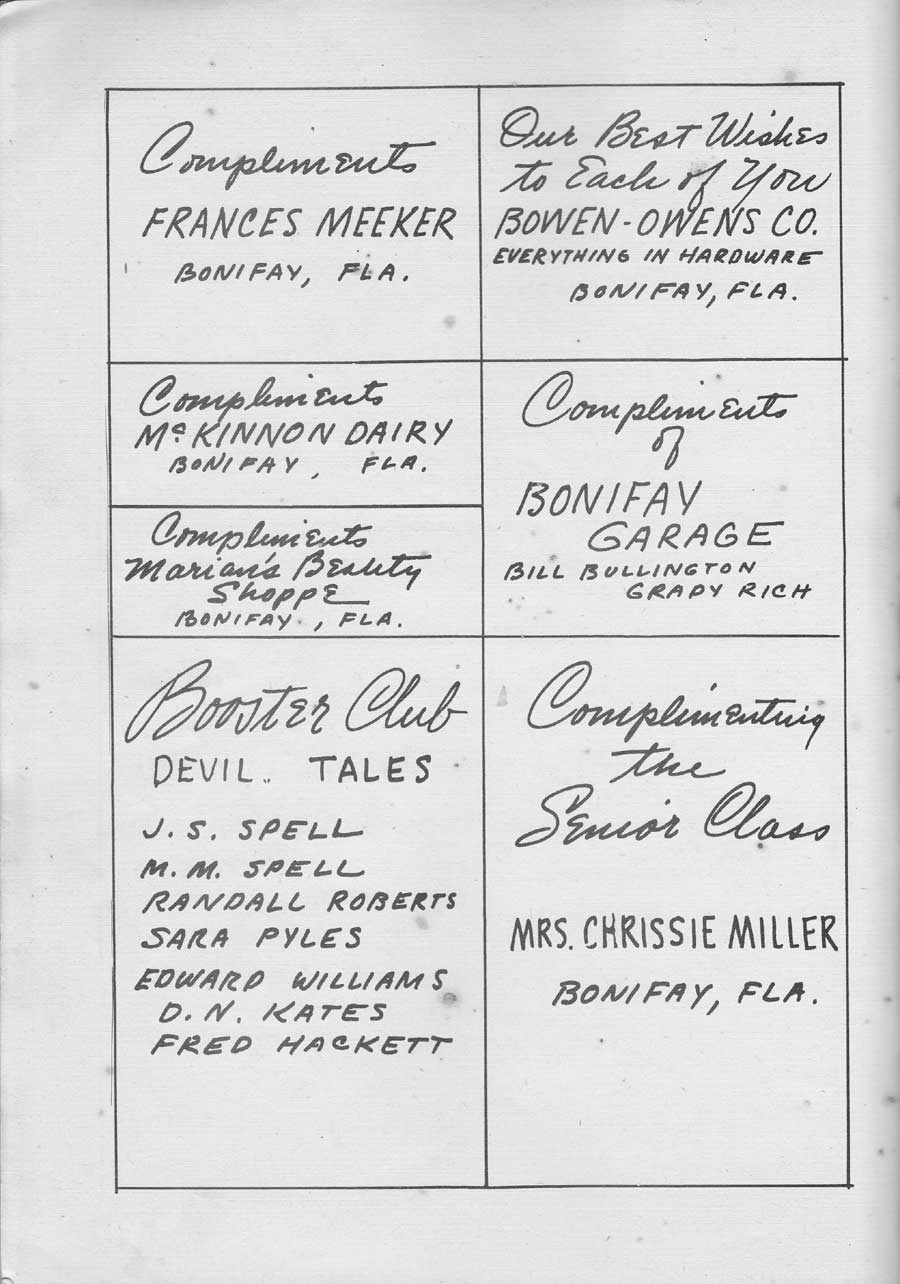 Compliments
FRANCES MEEKER
BONIFAY, FLA.
Our Best Wishes
to Each of You
BOWEN-OWENS CO.
EVERYTHING IN HARDWARE
BONIFAY, FLA.
Compliments
McKINNON DAIRY
BONIFAY, FLA.
Compliments
Marian's Beauty
Shoppe
BONIFAY, FLA.
Compliments
of
BONIFAY
GARAGE
BILL BULLINGTON
GRADY RICH
Booster Club
DEVIL.. TALES
J. S. SPELL
M. M. SPELL
RANDALL ROBERTS
SARA PYLES
EDWARD WILLIAMS
D. N. KATES
FRED HACKETT
Complimenting
the
Senior Class
MRS. CHRISSIE MILLER
BONIFAY, FLA.